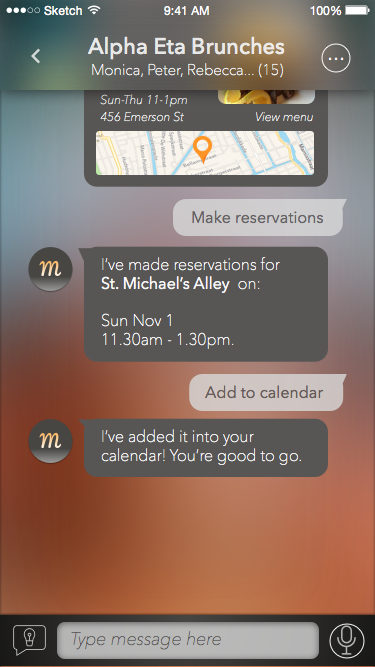 Sketch 9:41 AM 100%
Alpha Eta Brunches
Monica, Peter, Rebecca... (15)
Sun-Thu 11-1pm
456 Emerson St View menu
Make reservations
m
I've made reservations for
St. Michael's Alley on:
Sun Nov 1
11.30am - 1.30pm.
Add to calendar
m
I've added it into your
calendar! You're good to go.
Type message here